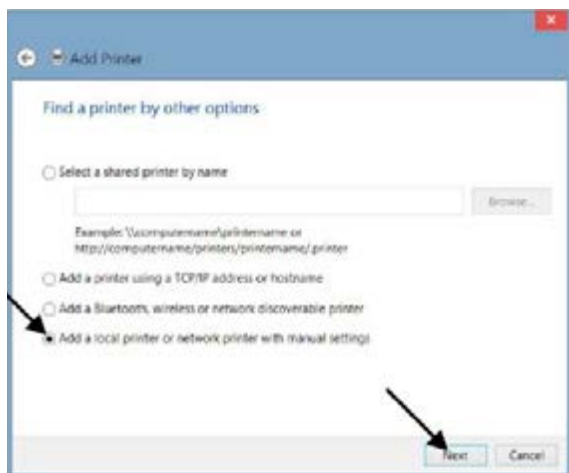 Add Printer
Find a printer by other options
Select a shared printer by name
Browse...
Example: \\computername\printername or
http://computername/printers/printername/.printer
Add a printer using a TCP/IP address or hostname
Add a Bluetooth, wireless or network discoverable printer
Add a local printer or network printer with manual settings
Next Cancel